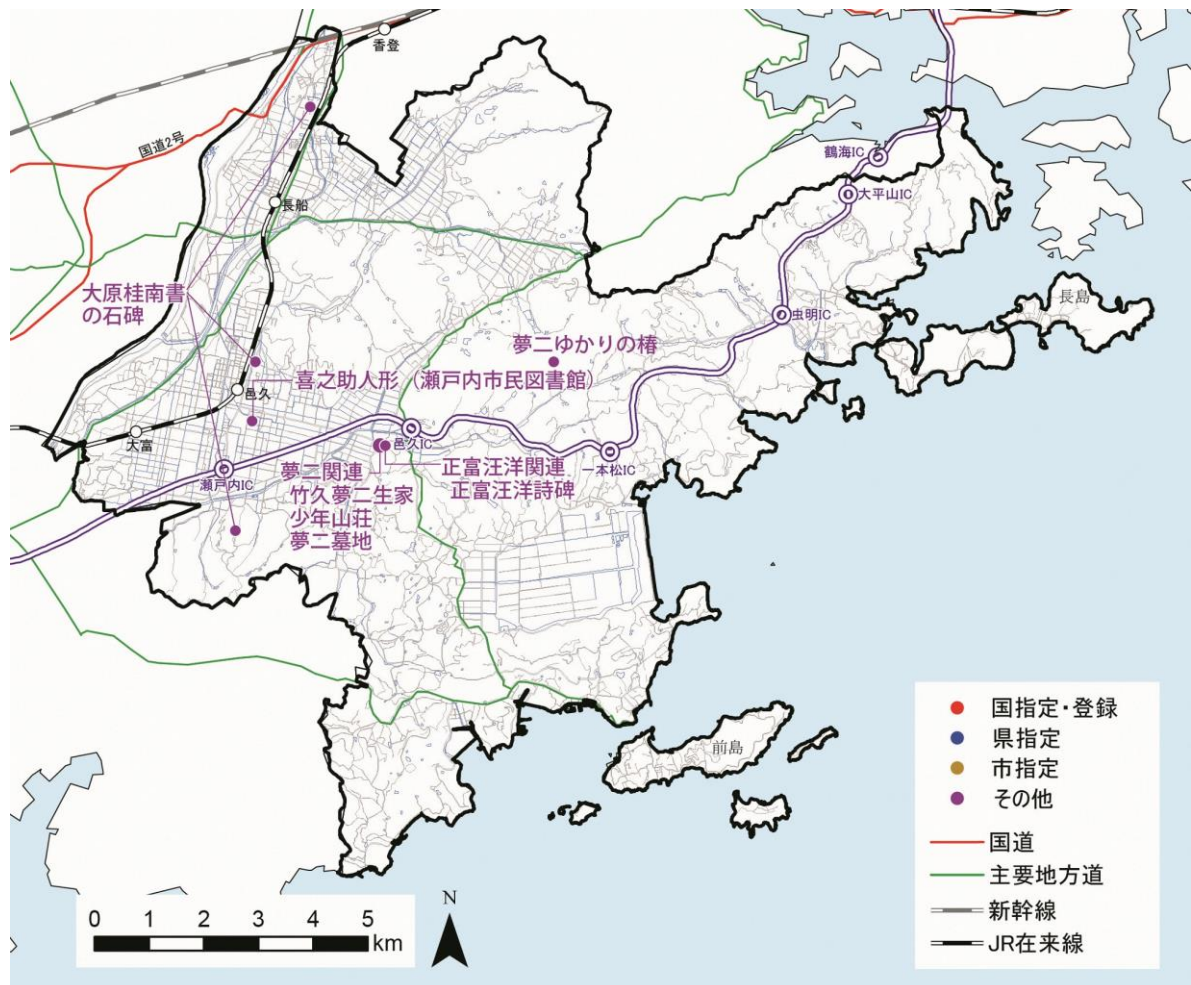 香登
国道2号
鶴海IC
大平山IC
長船
大原桂南書
の石碑
長島
虫明IC
夢二ゆかりの椿
喜之助人形(瀬戸内市民図書館)
邑久
大富
邑久IC
一本松IC
瀬戸内IC
夢二関連
竹久夢二生家
少年山荘
夢二墓地
正富汪洋関連
正富汪洋詩碑
前島
国指定・登録
県指定
市指定
その他
国道
主要地方道
新幹線
JR在来線
0 1 2 3 4 5
km
N